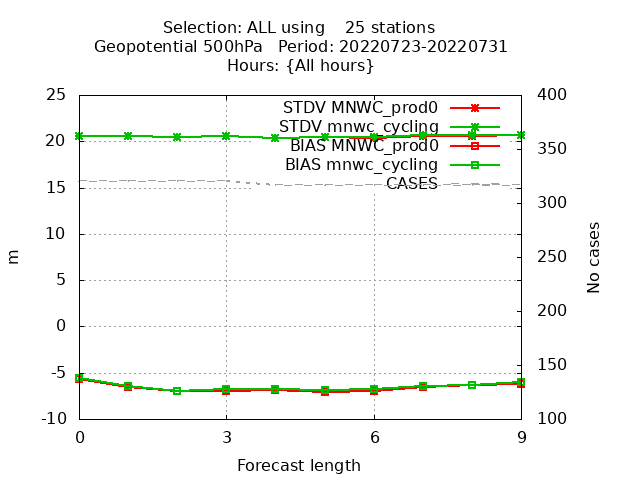 Selection: ALL using    25 stations
Geopotential 500hPa   Period: 20220723-20220731
Hours: {All hours}
25 400
STDV MNWC_prod0
STDV mnwc_cycling
20 350
BIAS MNWC_prod0
BIAS mnwc_cycling
15 CASES
300
10
250
5
200
0
150
-5
-10 100
m
No cases
0 3 6 9
Forecast length